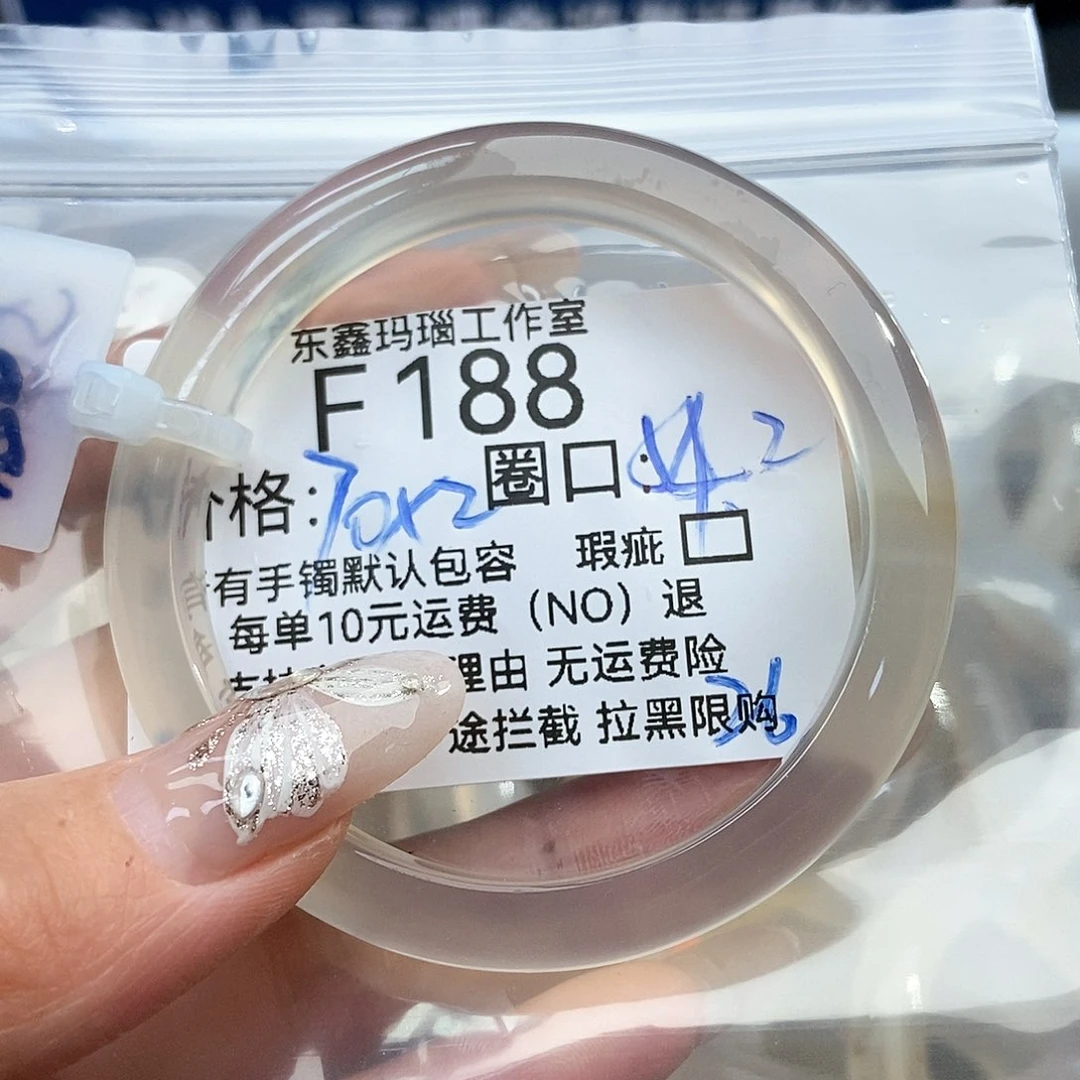 东鑫玛瑙工作室
F188
格:70x2 圈口:
有手镯默认包容 瑕疵
每单10元运费（NO）退
理由 无运费险
途拦截 拉黑限购